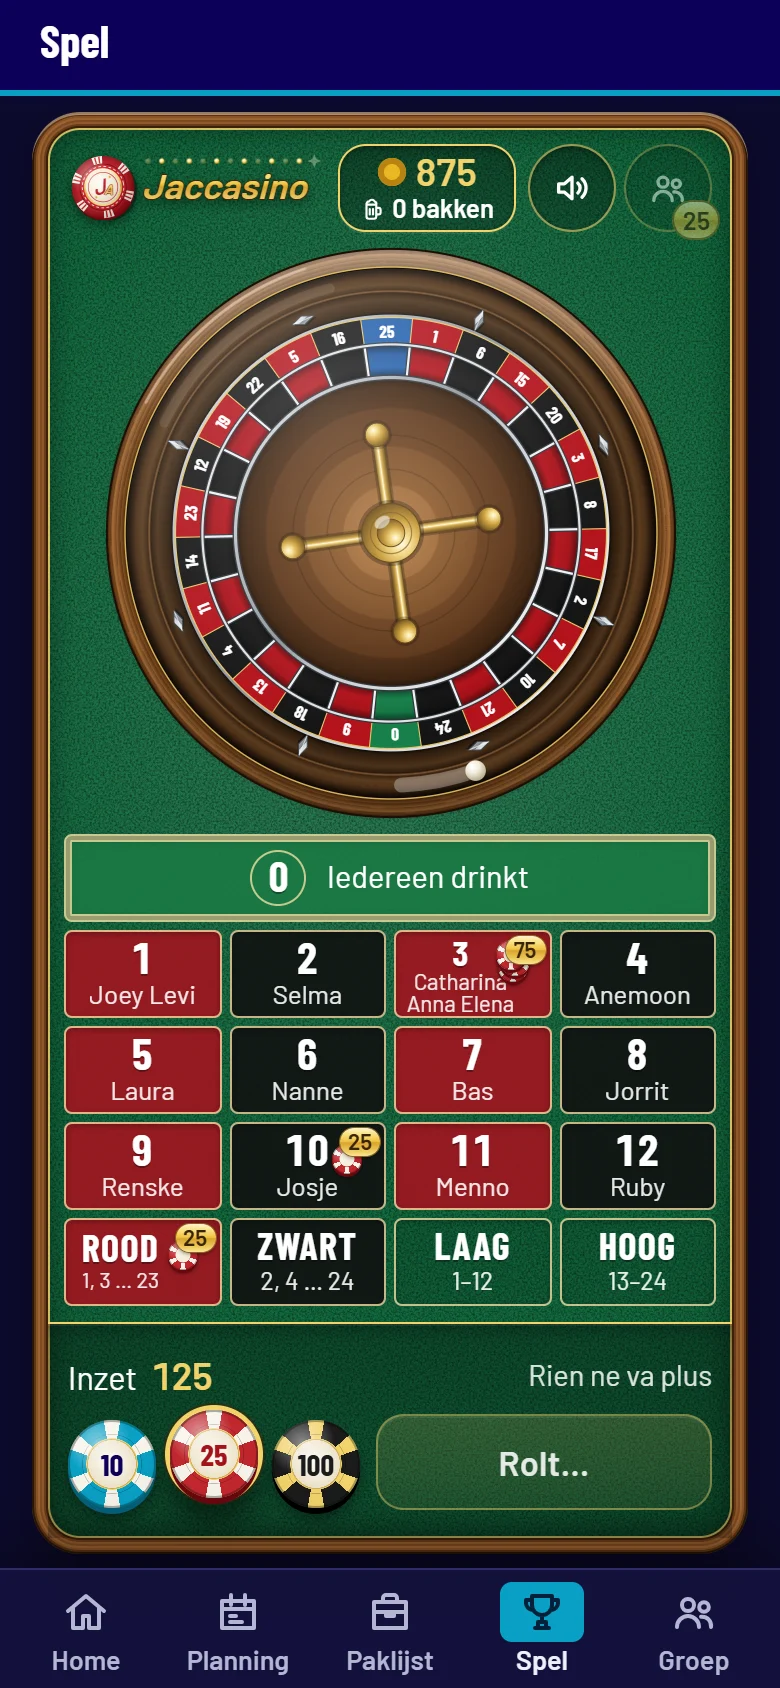 Spel
Jaccasino
875
0 bakken
25
25
1
6
15
20
3
8
17
2
7
10
21
24
0
9
18
13
4
11
14
23
12
19
22
5
16
0 Iedereen drinkt
1
Joey Levi
2
Selma
3
75
Catharina
Anna Elena
4
Anemoon
5
Laura
6
Nanne
7
Bas
8
Jorrit
9
Renske
10
25
Josje
11
Menno
12
Ruby
ROOD
25
1, 3 ... 23
ZWART
2, 4 ... 24
LAAG
1–12
HOOG
13–24
Inzet 125
Rien ne va plus
10
25
100
Rolt...
Home
Planning
Paklijst
Spel
Groep